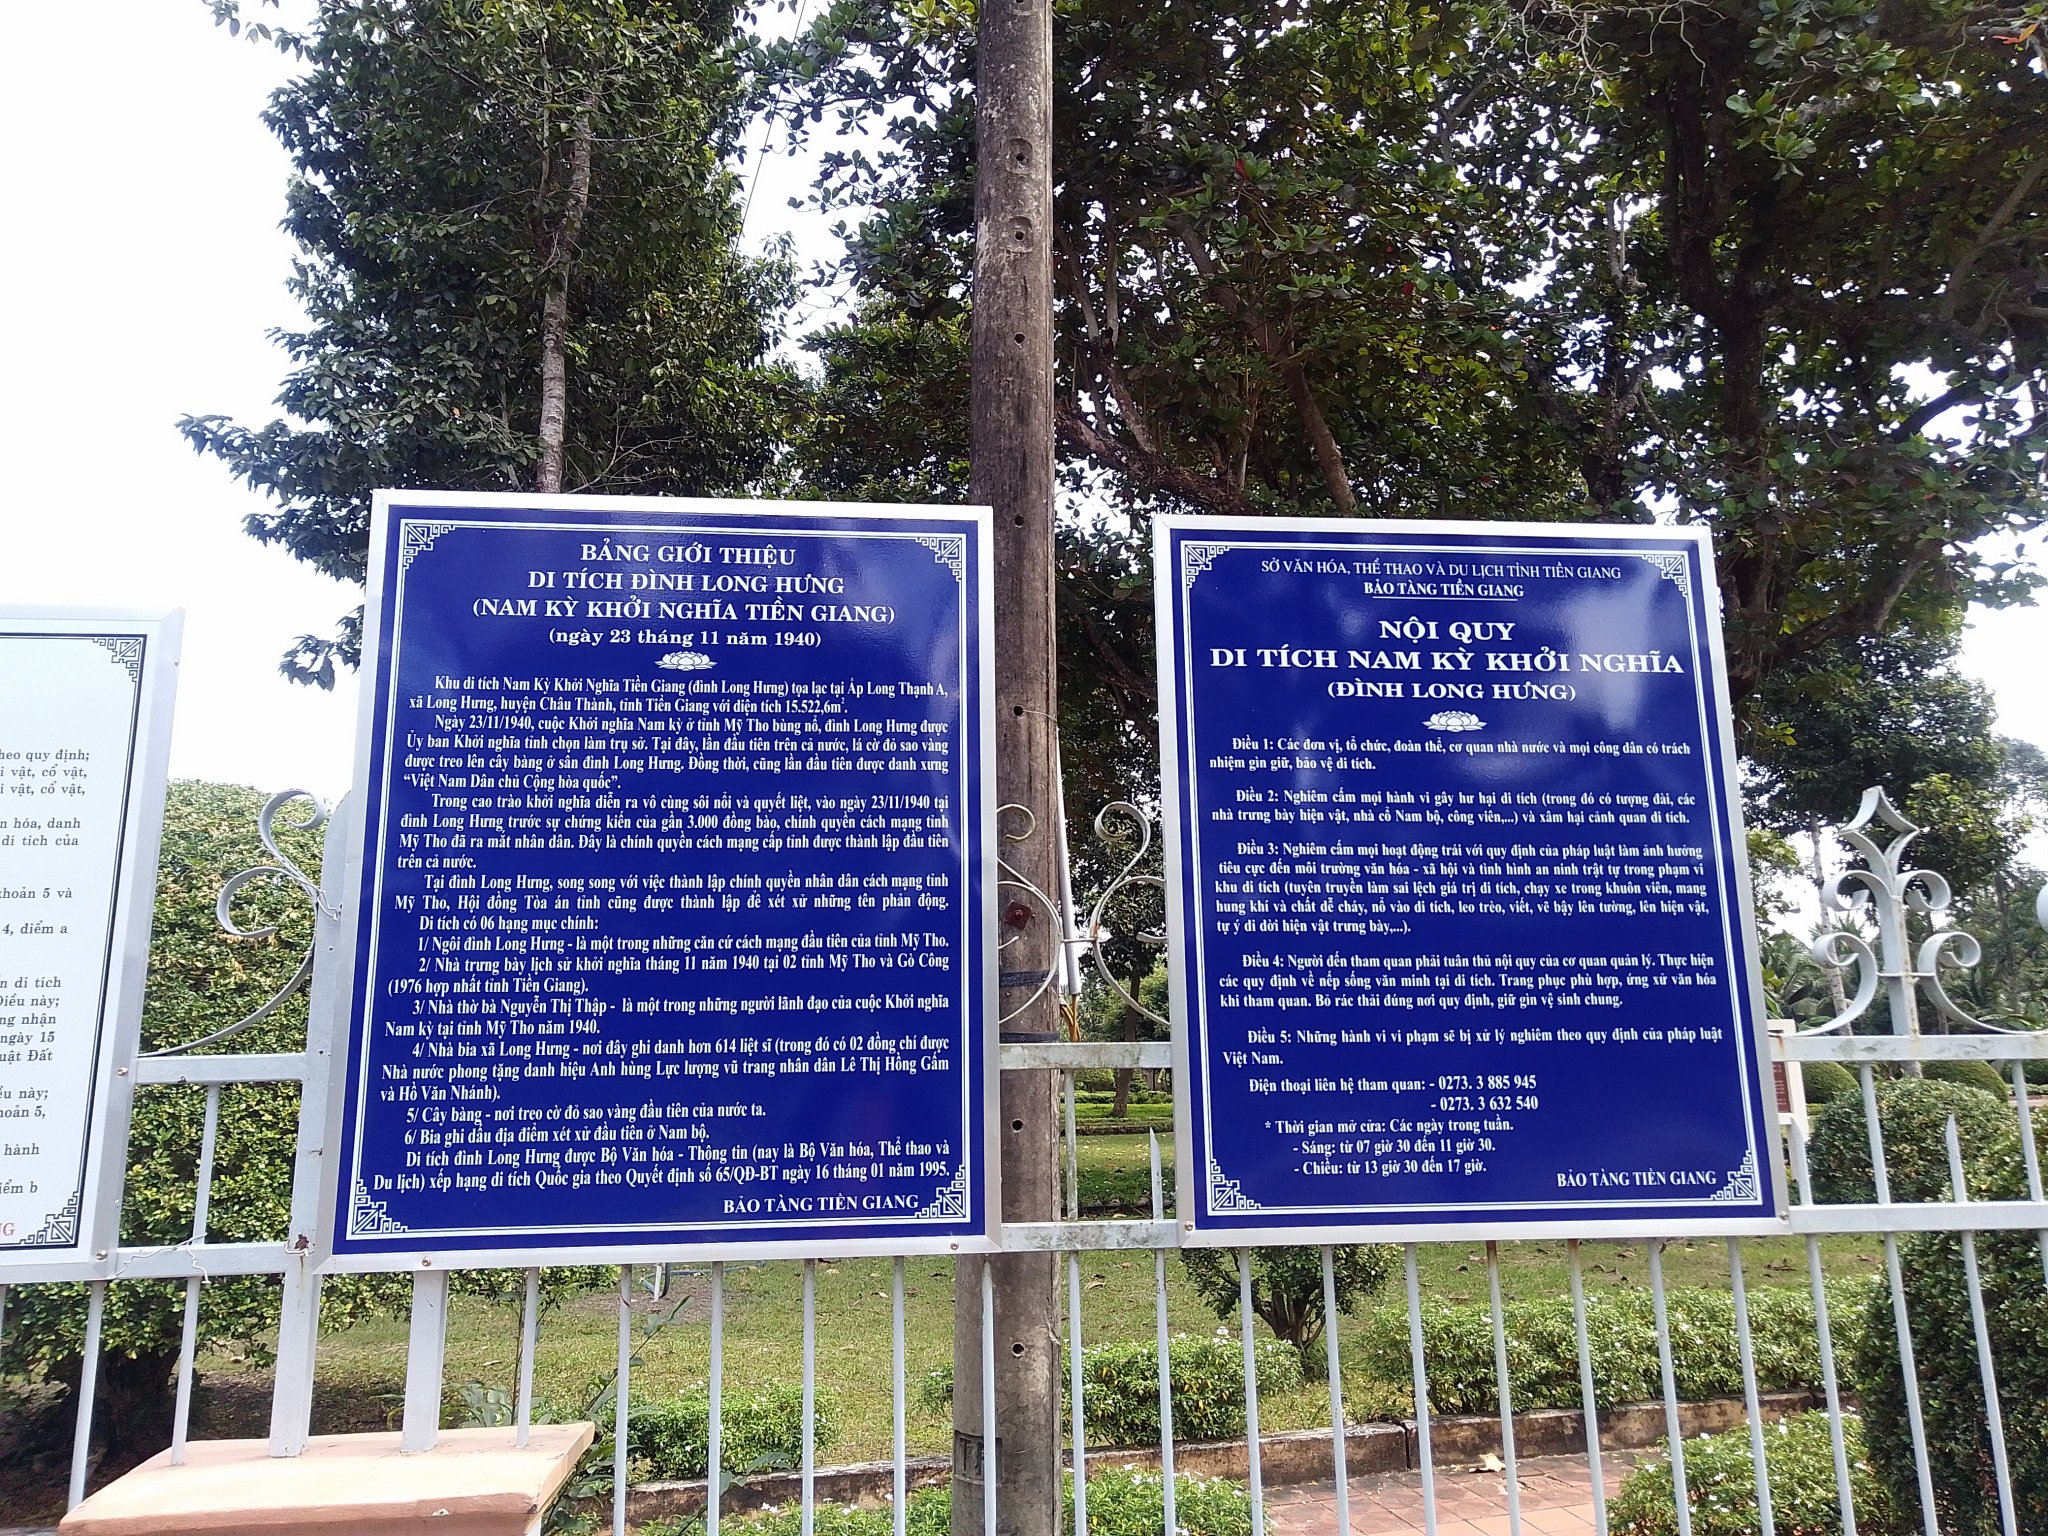 heo quy định;
i vật, cổ vật,
i vật, cổ vật,
n hóa, danh
di tích của
khoản 5 và
4, điểm a
n di tích
Điều này;
ng nhận
ngày 15
uật Đất
ều này;
hoản 5,
hành
iểm b
NG
BẢNG GIỚI THIỆU
DI TÍCH ĐÌNH LONG HƯNG
(NAM KỲ KHỞI NGHĨA TIỀN GIANG)
(ngày 23 tháng 11 năm 1940)
Khu di tích Nam Kỳ Khởi Nghĩa Tiền Giang (đình Long Hưng) tọa lạc tại Ấp Long Thạnh A,
xã Long Hưng, huyện Châu Thành, tỉnh Tiền Giang với diện tích 15.522,6m².
Ngày 23/11/1940, cuộc Khởi nghĩa Nam kỳ ở tỉnh Mỹ Tho bùng nổ, đình Long Hưng được
Ủy ban Khởi nghĩa tỉnh chọn làm trụ sở. Tại đây, lần đầu tiên trên cả nước, lá cờ đỏ sao vàng
được treo lên cây bàng ở sân đình Long Hưng. Đồng thời, cũng lần đầu tiên được danh xưng
“Việt Nam Dân chủ Cộng hòa quốc”.
Trong cao trào khởi nghĩa diễn ra vô cùng sôi nổi và quyết liệt, vào ngày 23/11/1940 tại
đình Long Hưng trước sự chứng kiến của gần 3.000 đồng bào, chính quyền cách mạng tỉnh
Mỹ Tho đã ra mắt nhân dân. Đây là chính quyền cách mạng cấp tỉnh được thành lập đầu tiên
trên cả nước.
Tại đình Long Hưng, song song với việc thành lập chính quyền nhân dân cách mạng tỉnh
Mỹ Tho, Hội đồng Tòa án tỉnh cũng được thành lập để xét xử những tên phản động.
Di tích có 06 hạng mục chính:
1/ Ngôi đình Long Hưng - là một trong những căn cứ cách mạng đầu tiên của tỉnh Mỹ Tho.
2/ Nhà trưng bày lịch sử khởi nghĩa tháng 11 năm 1940 tại 02 tỉnh Mỹ Tho và Gò Công
(1976 hợp nhất tỉnh Tiền Giang).
3/ Nhà thờ bà Nguyễn Thị Thập - là một trong những người lãnh đạo của cuộc Khởi nghĩa
Nam kỳ tại tỉnh Mỹ Tho năm 1940.
4/ Nhà bia xã Long Hưng - nơi đây ghi danh hơn 614 liệt sĩ (trong đó có 02 đồng chí được
Nhà nước phong tặng danh hiệu Anh hùng Lực lượng vũ trang nhân dân Lê Thị Hồng Gấm
và Hồ Văn Nhánh).
5/ Cây bàng - nơi treo cờ đỏ sao vàng đầu tiên của nước ta.
6/ Bia ghi dấu địa điểm xét xử đầu tiên ở Nam bộ.
Di tích đình Long Hưng được Bộ Văn hóa - Thông tin (nay là Bộ Văn hóa, Thể thao và
Du lịch) xếp hạng di tích Quốc gia theo Quyết định số 65/QĐ-BT ngày 16 tháng 01 năm 1995.
BẢO TÀNG TIỀN GIANG
SỞ VĂN HÓA, THỂ THAO VÀ DU LỊCH TỈNH TIỀN GIANG
BẢO TÀNG TIỀN GIANG
NỘI QUY
DI TÍCH NAM KỲ KHỞI NGHĨA
(ĐÌNH LONG HƯNG)
Điều 1: Các đơn vị, tổ chức, đoàn thể, cơ quan nhà nước và mọi công dân có trách
nhiệm gìn giữ, bảo vệ di tích.
Điều 2: Nghiêm cấm mọi hành vi gây hư hại di tích (trong đó có tượng đài, các
nhà trưng bày hiện vật, nhà cổ Nam bộ, công viên,...) và xâm hại cảnh quan di tích.
Điều 3: Nghiêm cấm mọi hoạt động trái với quy định của pháp luật làm ảnh hưởng
tiêu cực đến môi trường văn hóa - xã hội và tình hình an ninh trật tự trong phạm vi
khu di tích (tuyên truyền làm sai lệch giá trị di tích, chạy xe trong khuôn viên, mang
hung khí và chất dễ cháy, nổ vào di tích, leo trèo, viết, vẽ bậy lên tường, lên hiện vật,
tự ý di dời hiện vật trưng bày,...).
Điều 4: Người đến tham quan phải tuân thủ nội quy của cơ quan quản lý. Thực hiện
các quy định về nếp sống văn minh tại di tích. Trang phục phù hợp, ứng xử văn hóa
khi tham quan. Bỏ rác thải đúng nơi quy định, giữ gìn vệ sinh chung.
Điều 5: Những hành vi vi phạm sẽ bị xử lý nghiêm theo quy định của pháp luật
Việt Nam.
Điện thoại liên hệ tham quan: - 0273. 3 885 945
- 0273. 3 632 540
* Thời gian mở cửa: Các ngày trong tuần.
- Sáng: từ 07 giờ 30 đến 11 giờ 30.
- Chiều: từ 13 giờ 30 đến 17 giờ.
BẢO TÀNG TIỀN GIANG